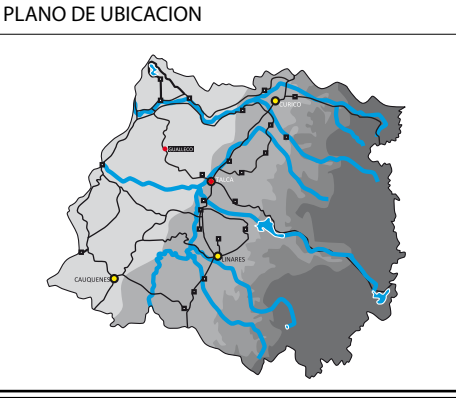 PLANO DE UBICACION
CURICO
GUALLECO
TALCA
LINARES
CAUQUENES